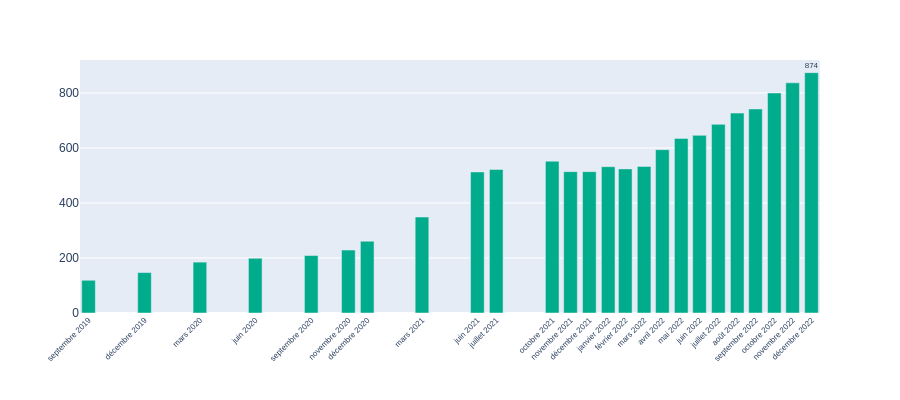 874
800
600
400
200
0
septembre 2019
décembre 2019
mars 2020
juin 2020
septembre 2020
novembre 2020
décembre 2020
mars 2021
juin 2021
juillet 2021
octobre 2021
novembre 2021
décembre 2021
janvier 2022
février 2022
mars 2022
avril 2022
mai 2022
juin 2022
juillet 2022
août 2022
septembre 2022
octobre 2022
novembre 2022
décembre 2022